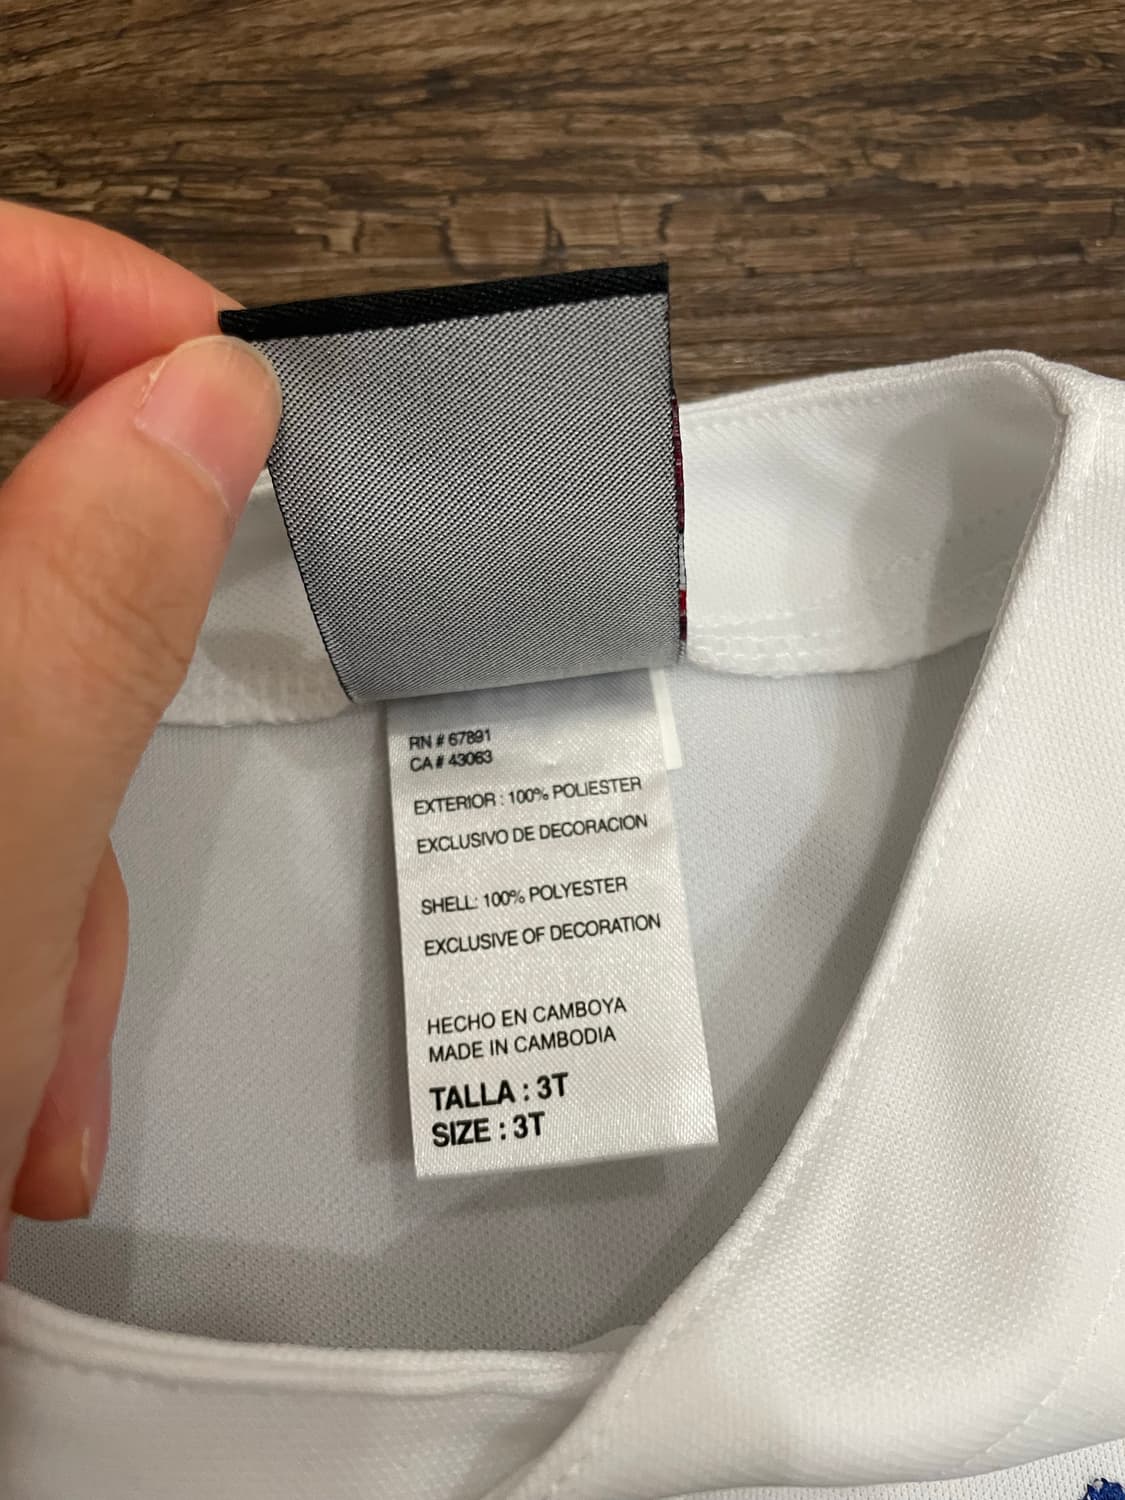 RN # 67891
CA # 43063
EXTERIOR : 100% POLIESTER
EXCLUSIVO DE DECORACION
SHELL: 100% POLYESTER
EXCLUSIVE OF DECORATION
HECHO EN CAMBOYA
MADE IN CAMBODIA
TALLA : 3T
SIZE : 3T